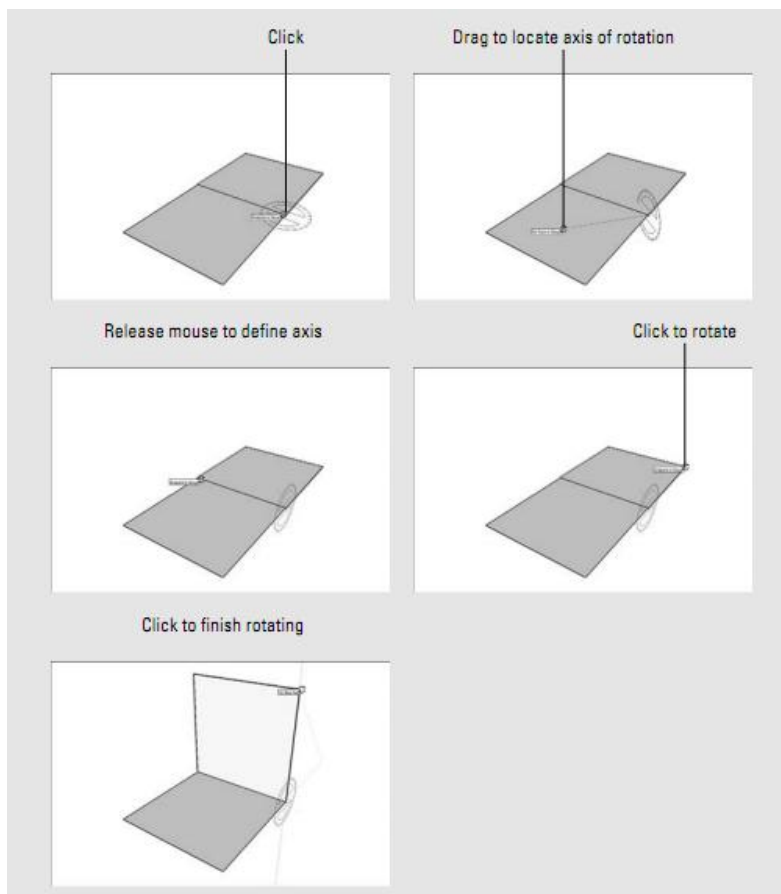 Click
Drag to locate axis of rotation
Release mouse to define axis
Click to rotate
Click to finish rotating